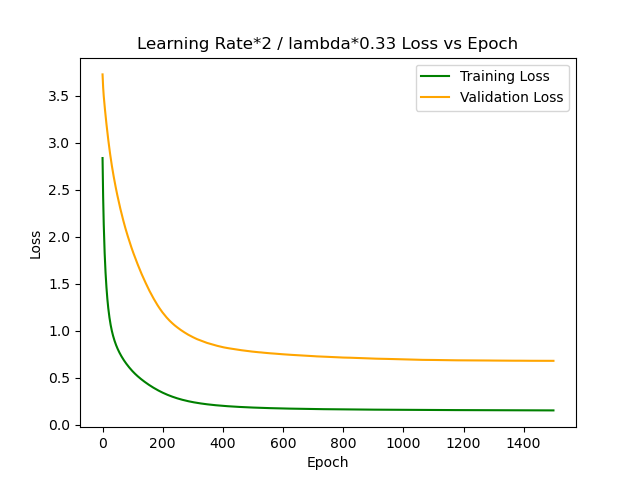 Learning Rate*2 / lambda*0.33 Loss vs Epoch
Training Loss
Validation Loss
3.5
3.0
2.5
2.0
1.5
1.0
0.5
0.0
Loss
0 200 400 600 800 1000 1200 1400
Epoch